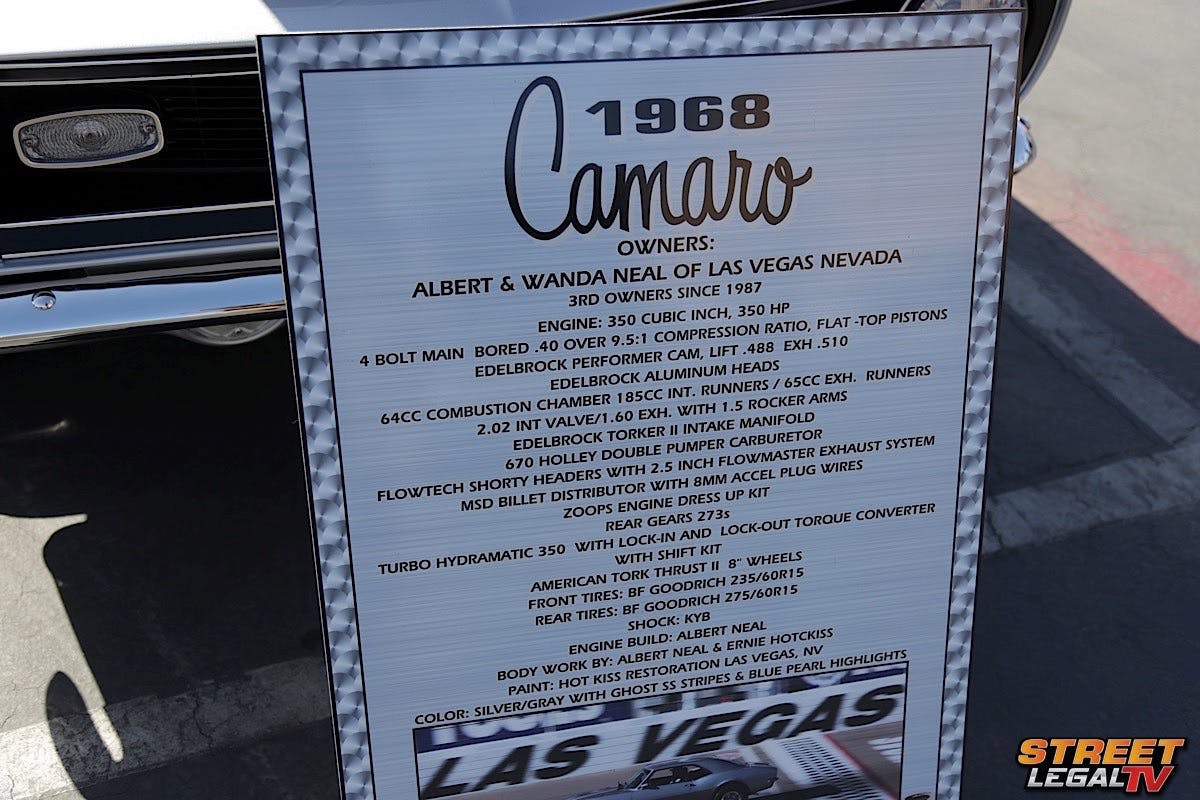 1968
Camaro
OWNERS:
ALBERT & WANDA NEAL OF LAS VEGAS NEVADA
3RD OWNERS SINCE 1987
ENGINE: 350 CUBIC INCH, 350 HP
4 BOLT MAIN BORED .40 OVER 9.5:1 COMPRESSION RATIO, FLAT -TOP PISTONS
EDELBROCK PERFORMER CAM, LIFT .488 EXH .510
EDELBROCK ALUMINUM HEADS
64CC COMBUSTION CHAMBER 185CC INT. RUNNERS / 65CC EXH. RUNNERS
2.02 INT VALVE/1.60 EXH. WITH 1.5 ROCKER ARMS
EDELBROCK TORKER II INTAKE MANIFOLD
670 HOLLEY DOUBLE PUMPER CARBURETOR
FLOWTECH SHORTY HEADERS WITH 2.5 INCH FLOWMASTER EXHAUST SYSTEM
MSD BILLET DISTRIBUTOR WITH 8MM ACCEL PLUG WIRES
ZOOPS ENGINE DRESS UP KIT
REAR GEARS 273s
TURBO HYDRAMATIC 350 WITH LOCK-IN AND LOCK-OUT TORQUE CONVERTER
WITH SHIFT KIT
AMERICAN TORK THRUST II 8" WHEELS
FRONT TIRES: BF GOODRICH 235/60R15
REAR TIRES: BF GOODRICH 275/60R15
SHOCK: KYB
ENGINE BUILD: ALBERT NEAL
BODY WORK BY: ALBERT NEAL & ERNIE HOTCKISS
PAINT: HOT KISS RESTORATION LAS VEGAS, NV
COLOR: SILVER/GRAY WITH GHOST SS STRIPES & BLUE PEARL HIGHLIGHTS
LAS VEGAS
STREET
LEGALTV